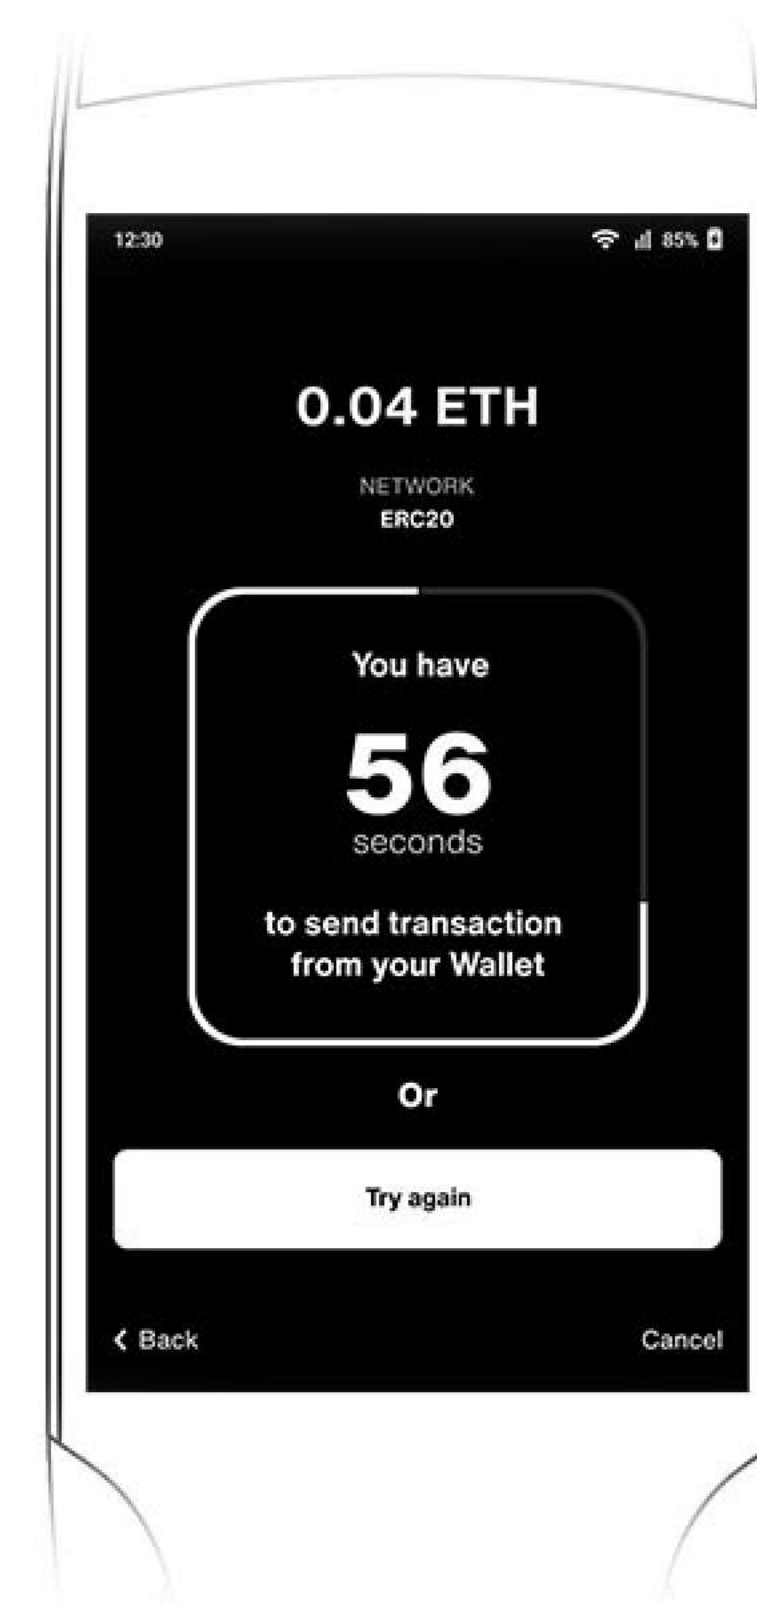 12:30 85%
0.04 ETH
NETWORK
ERC20
You have
56
seconds
to send transaction
from your Wallet
Or
Try again
Back Cancel